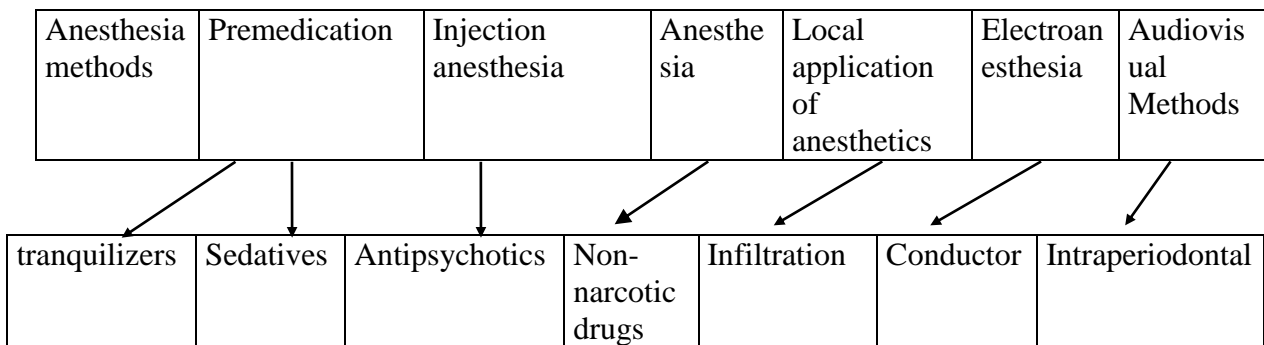 Anesthesia methods
Premedication
Injection anesthesia
Anesthe sia
Local application of anesthetics
Electroan esthesia
Audiovis ual Methods
tranquilizers
Sedatives
Antipsychotics
Non-narcotic drugs
Infiltration
Conductor
Intraperiodontal